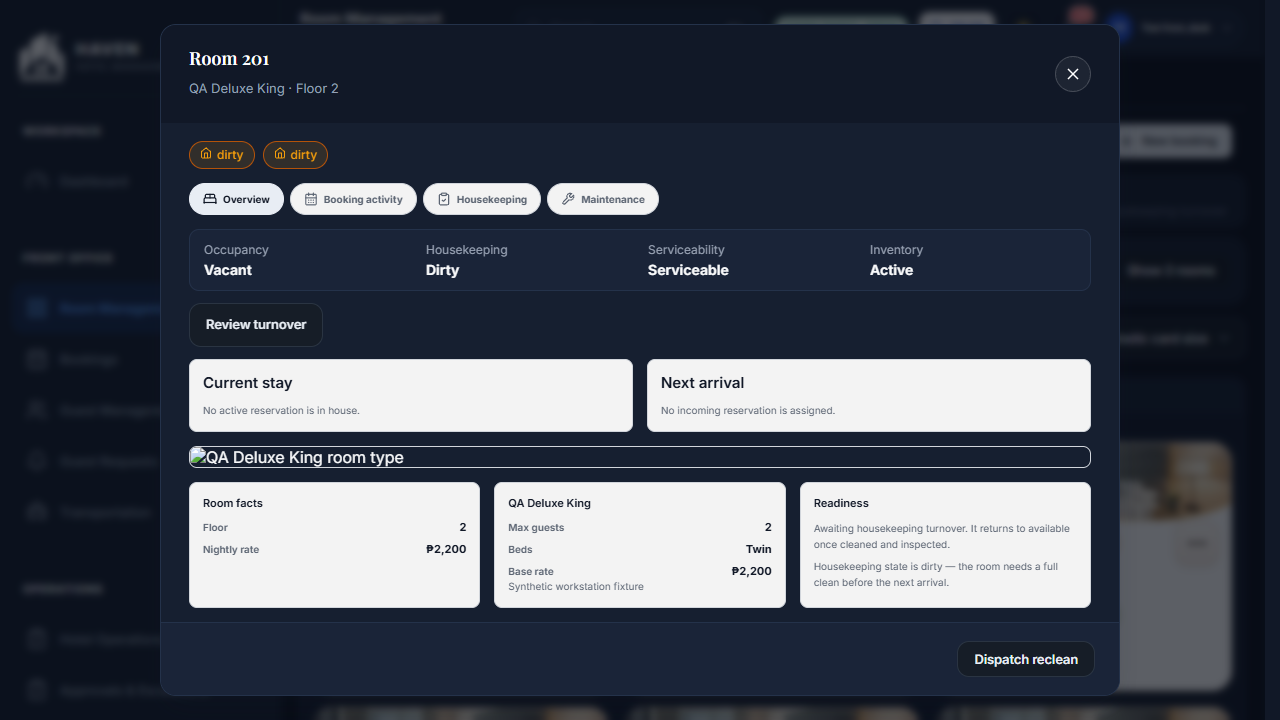 Room Management
Room 201
QA Deluxe King · Floor 2
dirty
dirty
Overview
Booking activity
Housekeeping
Maintenance
Occupancy
Vacant
Housekeeping
Dirty
Serviceability
Serviceable
Inventory
Active
Review turnover
Current stay
No active reservation is in house.
Next arrival
No incoming reservation is assigned.
QA Deluxe King room type
Room facts
Floor
2
Nightly rate
₱2,200
QA Deluxe King
Max guests
2
Beds
Twin
Base rate
₱2,200
Synthetic workstation fixture
Readiness
Awaiting housekeeping turnover. It returns to available
once cleaned and inspected.
Housekeeping state is dirty — the room needs a full
clean before the next arrival.
Dispatch reclean